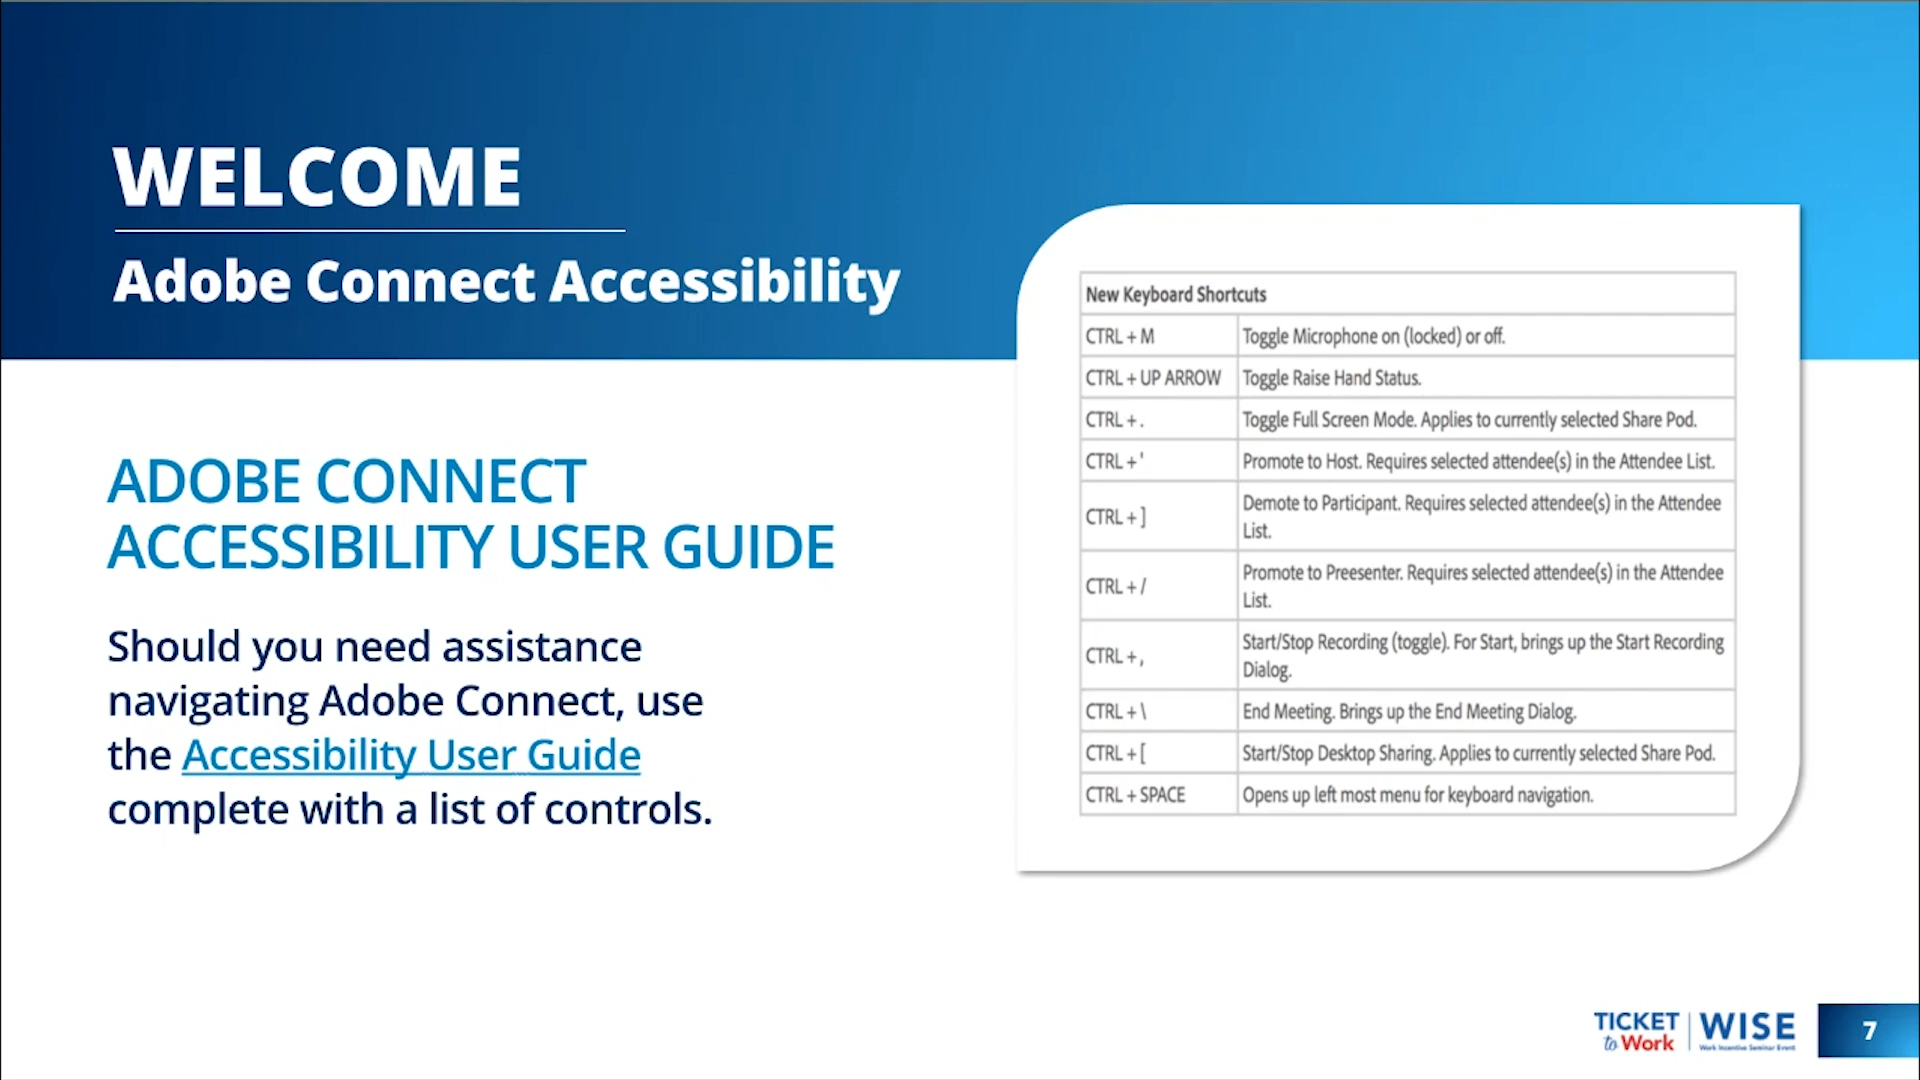 WELCOME
Adobe Connect Accessibility
ADOBE CONNECT
ACCESSIBILITY USER GUIDE
Should you need assistance
navigating Adobe Connect, use
the Accessibility User Guide
complete with a list of controls.
New Keyboard Shortcuts
CTRL + M Toggle Microphone on (locked) or off.
CTRL + UP ARROW Toggle Raise Hand Status.
CTRL + . Toggle Full Screen Mode. Applies to currently selected Share Pod.
CTRL + ' Promote to Host. Requires selected attendee(s) in the Attendee List.
CTRL + ] Demote to Participant. Requires selected attendee(s) in the Attendee
List.
CTRL + / Promote to Preesenter. Requires selected attendee(s) in the Attendee
List.
CTRL + , Start/Stop Recording (toggle). For Start, brings up the Start Recording
Dialog.
CTRL + \ End Meeting. Brings up the End Meeting Dialog.
CTRL + [ Start/Stop Desktop Sharing. Applies to currently selected Share Pod.
CTRL + SPACE Opens up left most menu for keyboard navigation.
TICKET
to Work
WISE
Work Incentive Seminar Event
7